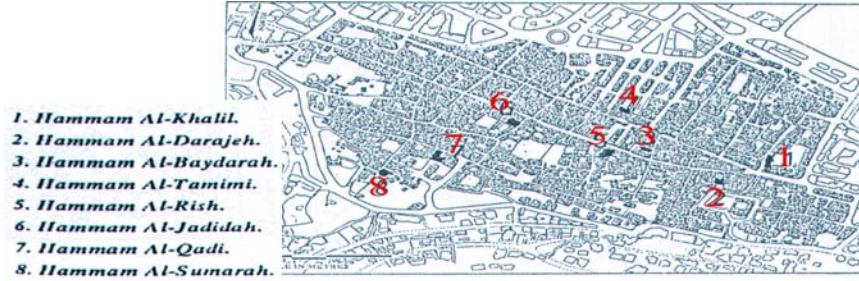 1. Hammam Al-Khalil.
2. Hammam Al-Darajeh.
3. Hammam Al-Baydarah.
4. Hammam Al-Tamimi.
5. Hammam Al-Rish.
6. Hammam Al-Jadidah.
7. Hammam Al-Qadi.
8. Hammam Al-Sumarah.
6
4
5
3
7
1
8
2